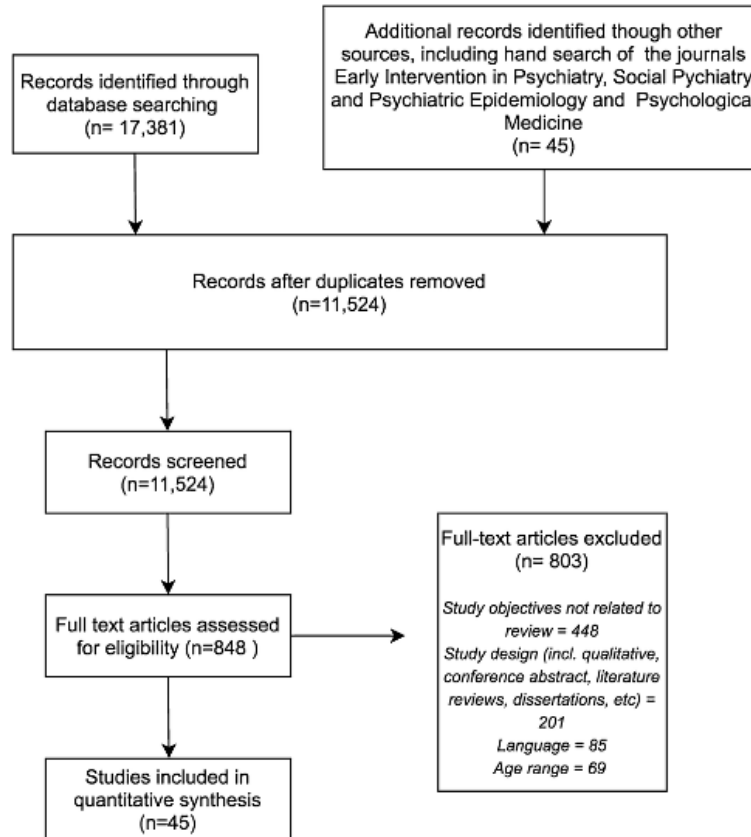 Records identified through
database searching
(n= 17,381)
Additional records identified though other
sources, including hand search of the journals
Early Intervention in Psychiatry, Social Pychiatry
and Psychiatric Epidemiology and Psychologica
Medicine
(n= 45)
Records after duplicates removed
(n=11,524)
Records screened
(n=11,524)
Full text articles assessed
for eligibility (n=848 )
Full-text articles excluded
(n= 803)
Study objectives not related to
review = 448
Study design (incl. qualitative,
conference abstract, literature
reviews, dissertations, etc) =
201
Language = 85
Age range = 69
Studies included in
quantitative synthesis
(n=45)